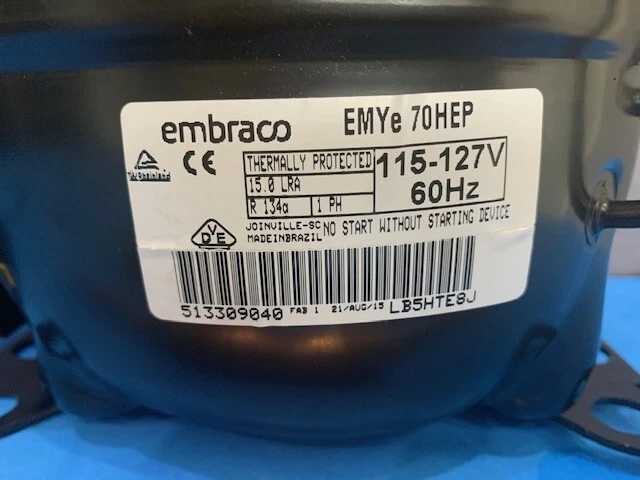 embraco EMYe 70HEP
CE
THERMALLY PROTECTED
15.0 LRA
R 134a 1 PH
115-127V
60Hz
VDE
JOINVILLE-SC
MADEINBRAZIL
NO START WITHOUT STARTING DEVICE
513309040 FAB 1 21/AUG/15 LB5HTE8J